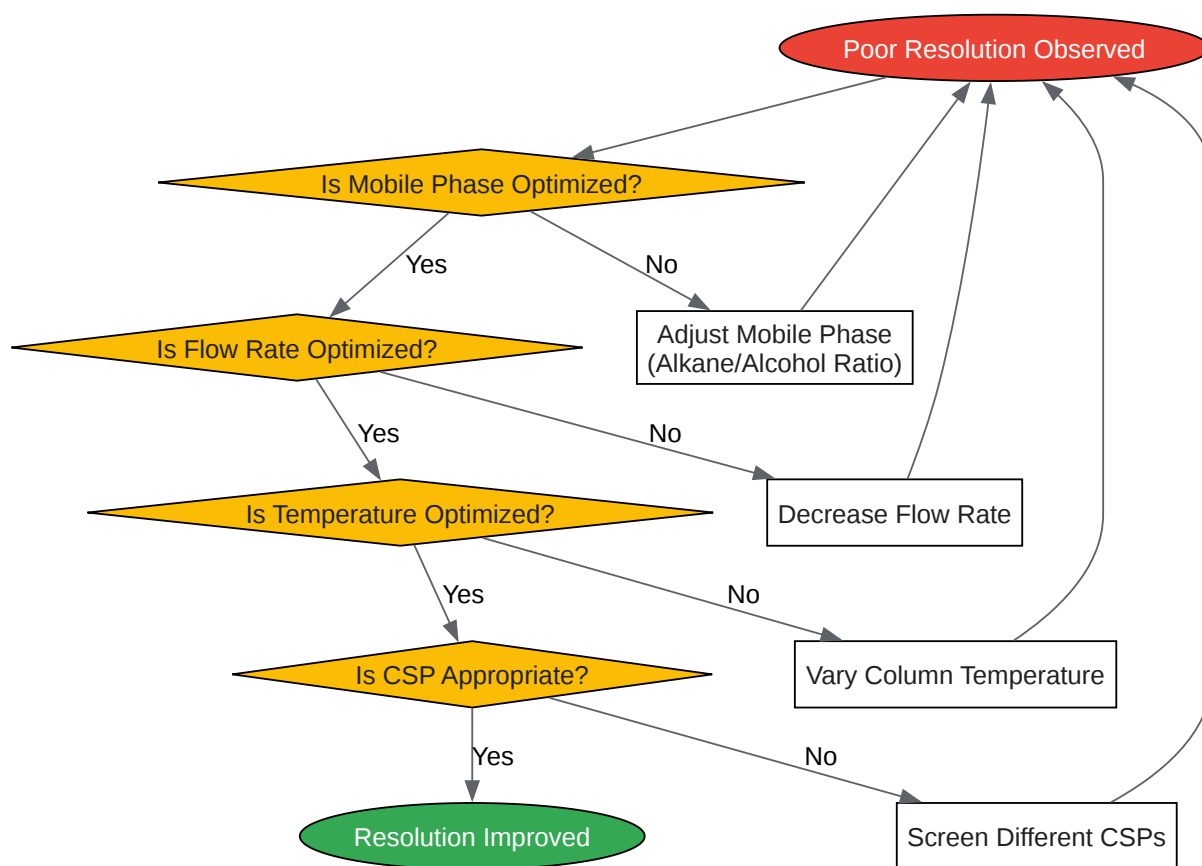 Poor Resolution Observed
Is Mobile Phase Optimized?
Yes
No
Adjust Mobile Phase
(Alkane/Alcohol Ratio)
Is Flow Rate Optimized?
Yes
No
Decrease Flow Rate
Is Temperature Optimized?
Yes
No
Vary Column Temperature
Is CSP Appropriate?
Yes
No
Resolution Improved
Screen Different CSPs